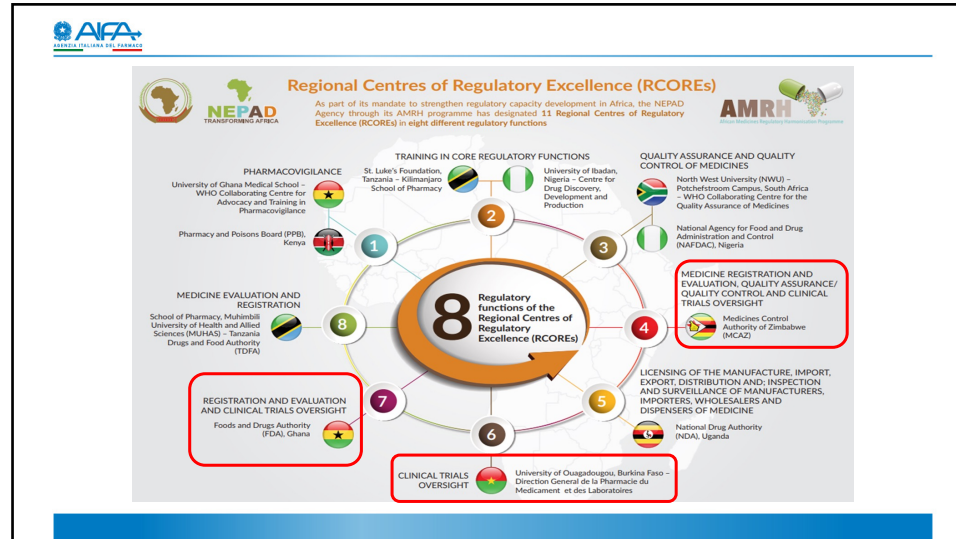 AIFA
AGENZIA ITALIANA DEL FARMACO
NEPAD
TRANSFORMING AFRICA
Regional Centres of Regulatory Excellence (RCOREs)
As part of its mandate to strengthen regulatory capacity development in Africa, the NEPAD
Agency through its AMRH programme has designated 11 Regional Centres of Regulatory
Excellence (RCOREs) in eight different regulatory functions
AMRH
African Medicines Regulatory Harmonisation Programme
PHARMACOVIGILANCE
University of Ghana Medical School –
WHO Collaborating Centre for
Advocacy and Training in
Pharmacovigilance
Pharmacy and Poisons Board (PPB),
Kenya
1
TRAINING IN CORE REGULATORY FUNCTIONS
St. Luke's Foundation,
Tanzania – Kilimanjaro
School of Pharmacy
University of Ibadan,
Nigeria – Centre for
Drug Discovery,
Development and
Production
2
QUALITY ASSURANCE AND QUALITY
CONTROL OF MEDICINES
North West University (NWU) –
Potchefstroom Campus, South Africa
– WHO Collaborating Centre for the
Quality Assurance of Medicines
National Agency for Food and Drug
Administration and Control
(NAFDAC), Nigeria
3
MEDICINE REGISTRATION AND
EVALUATION, QUALITY ASSURANCE/
QUALITY CONTROL AND CLINICAL
TRIALS OVERSIGHT
Medicines Control
Authority of Zimbabwe
(MCAZ)
4
LICENSING OF THE MANUFACTURE, IMPORT,
EXPORT, DISTRIBUTION AND; INSPECTION
AND SURVEILLANCE OF MANUFACTURERS,
IMPORTERS, WHOLESALERS AND
DISPENSERS OF MEDICINE
National Drug Authority
(NDA), Uganda
5
CLINICAL TRIALS
OVERSIGHT
University of Ouagadougou, Burkina Faso –
Direction General de la Pharmacie du
Medicament et des Laboratoires
6
REGISTRATION AND EVALUATION
AND CLINICAL TRIALS OVERSIGHT
Foods and Drugs Authority
(FDA), Ghana
7
MEDICINE EVALUATION AND
REGISTRATION
School of Pharmacy, Muhimbili
University of Health and Allied
Sciences (MUHAS) – Tanzania
Drugs and Food Authority
(TDFA)
8
8
Regulatory
functions of the
Regional Centres of
Regulatory
Excellence (RCOREs)